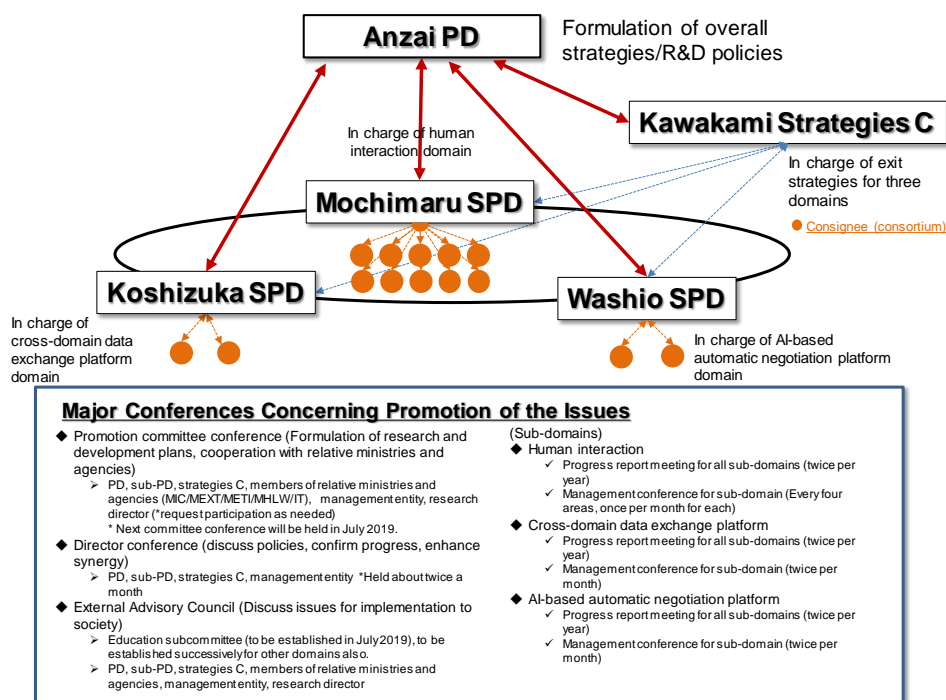 Anzai PD
Formulation of overall
strategies/R&D policies
Kawakami Strategies C
In charge of human
interaction domain
In charge of exit
strategies for three
domains
Mochimaru SPD
Consignee (consortium)
Koshizuka SPD
Washio SPD
In charge of
cross-domain data
exchange platform
domain
In charge of AI-based
automatic negotiation platform
domain
Major Conferences Concerning Promotion of the Issues
◆ Promotion committee conference (Formulation of research and
development plans, cooperation with relative ministries and
agencies)
➢ PD, sub-PD, strategies C, members of relative ministries and
agencies (MIC/MEXT/METI/MHLW/IT), management entity, research
director (*request participation as needed)
* Next committee conference will be held in July 2019.
◆ Director conference (discuss policies, confirm progress, enhance
synergy)
➢ PD, sub-PD, strategies C, management entity *Held about twice a
month
◆ External Advisory Council (Discuss issues for implementation to
society)
➢ Education subcommittee (to be established in July 2019), to be
established successively for other domains also.
➢ PD, sub-PD, strategies C, members of relative ministries and
agencies, management entity, research director
(Sub-domains)
◆ Human interaction
✓ Progress report meeting for all sub-domains (twice per
year)
✓ Management conference for sub-domain (Every four
areas, once per month for each)
◆ Cross-domain data exchange platform
✓ Progress report meeting for all sub-domains (twice per
year)
✓ Management conference for sub-domain (twice per
month)
◆ AI-based automatic negotiation platform
✓ Progress report meeting for all sub-domains (twice per
year)
✓ Management conference for sub-domain (twice per
month)